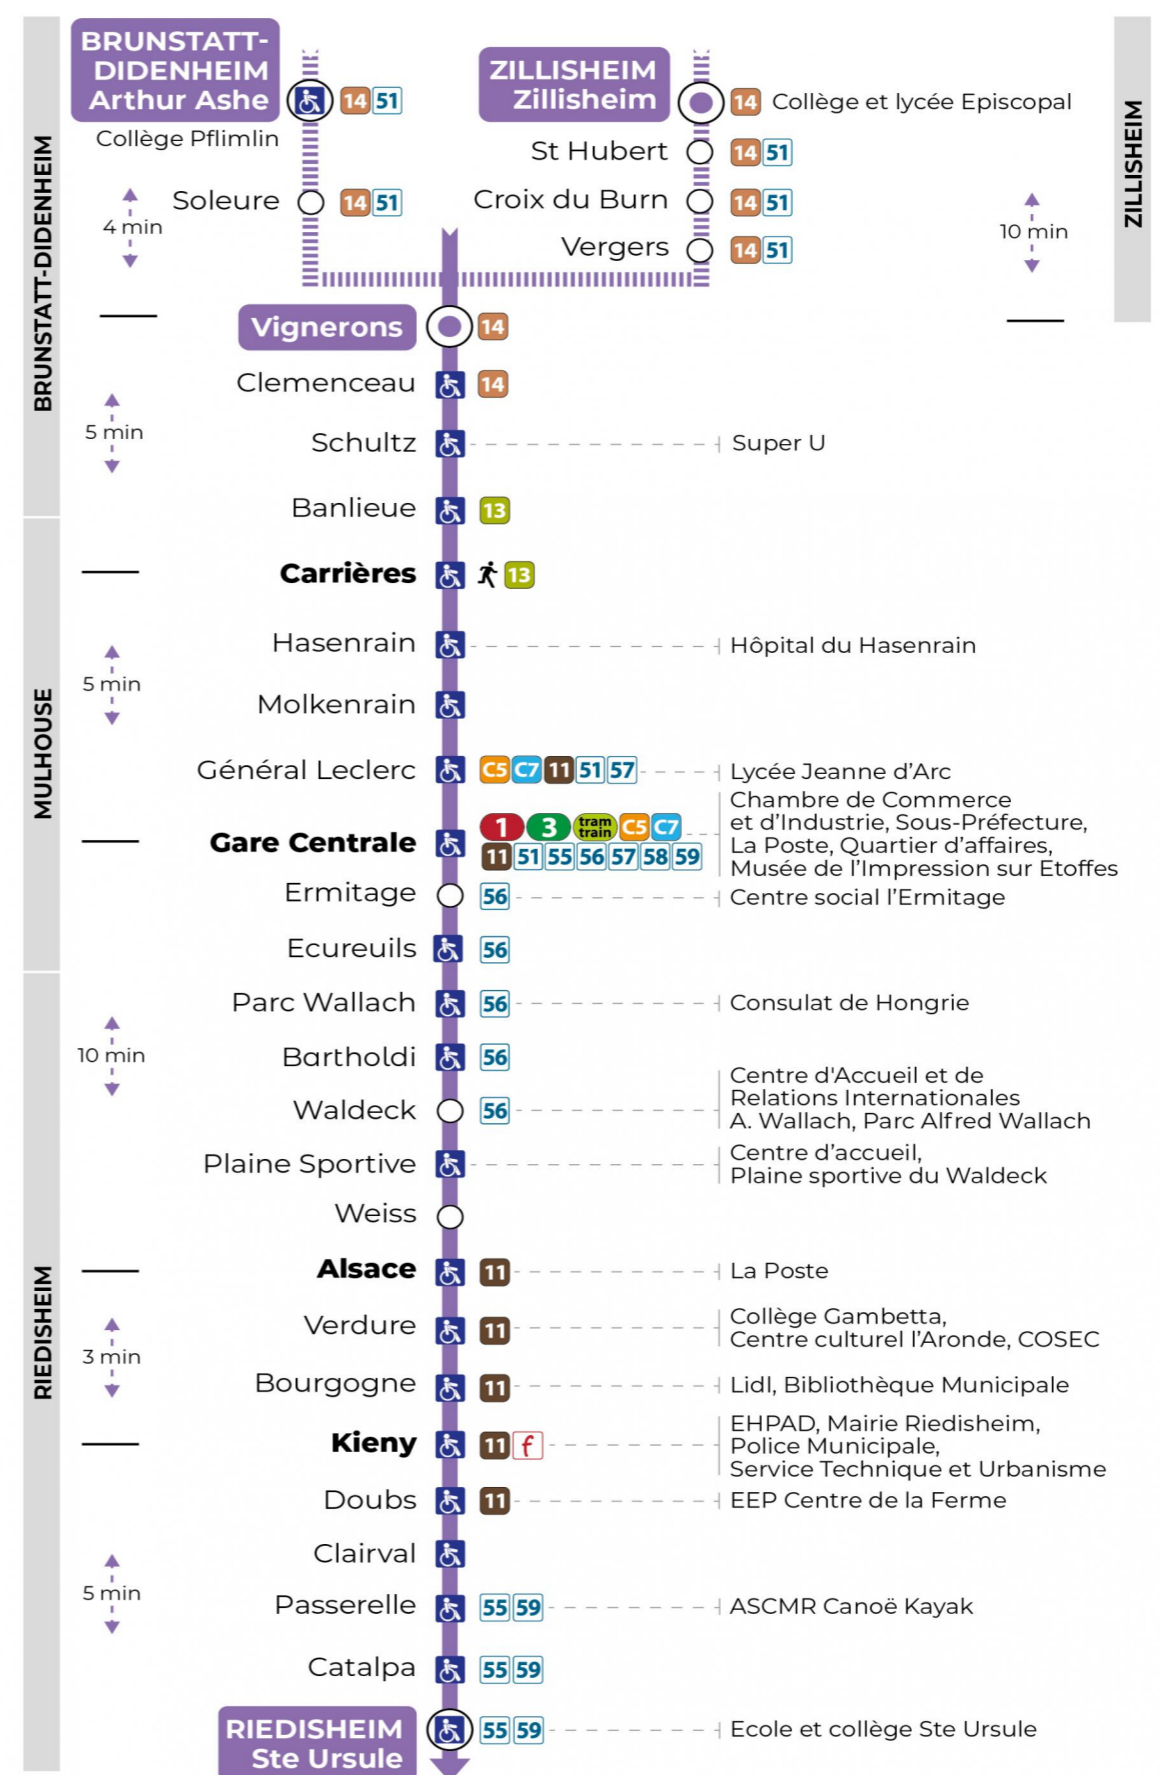 BRUNSTATT-
DIDENHEIM
Arthur Ashe
14 51
Collège Pflimlin
ZILLISHEIM
Zillisheim
14 Collège et lycée Episcopal
St Hubert 14 51
Soleure 14 51
Croix du Burn 14 51
Vergers 14 51
4 min
10 min
ZILLISHEIM
BRUNSTATT-DIDENHEIM
Vignerons 14
Clemenceau 14
5 min
Schultz Super U
Banlieue 13
MULHOUSE
Carrières 13
Hasenrain Hôpital du Hasenrain
5 min
Molkenrain
Général Leclerc C5 C7 11 51 57 Lycée Jeanne d’Arc
Gare Centrale 1 3 tram train C5 C7
11 51 55 56 57 58 59
Chambre de Commerce
et d’Industrie, Sous-Préfecture,
La Poste, Quartier d’affaires,
Musée de l’Impression sur Etoffes
Ermitage 56 Centre social l’Ermitage
Ecureuils 56
RIEDISHEIM
Parc Wallach 56 Consulat de Hongrie
10 min
Bartholdi 56
Waldeck 56
Centre d'Accueil et de
Relations Internationales
A. Wallach, Parc Alfred Wallach
Plaine Sportive
Centre d’accueil,
Plaine sportive du Waldeck
Weiss
Alsace 11 La Poste
Verdure 11
Collège Gambetta,
Centre culturel l’Aronde, COSEC
3 min
Bourgogne 11 Lidl, Bibliothèque Municipale
Kieny 11 f
EHPAD, Mairie Riedisheim,
Police Municipale,
Service Technique et Urbanisme
Doubs 11 EEP Centre de la Ferme
Clairval
5 min
Passerelle 55 59 ASCMR Canoë Kayak
Catalpa 55 59
RIEDISHEIM
Ste Ursule
55 59 Ecole et collège Ste Ursule